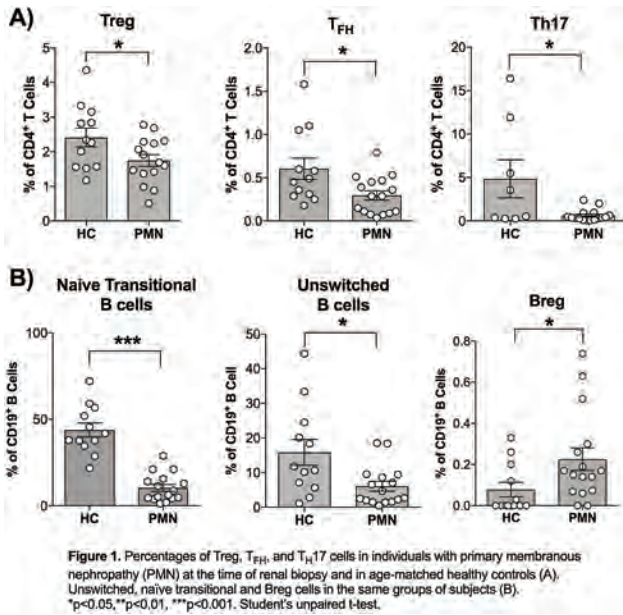 A)
Treg
TFH
Th17
*
*
*
% of CD4+ T Cells
5
4
3
2
1
0
HC PMN
% of CD4+ T Cells
2.0
1.5
1.0
0.5
0.0
HC PMN
% of CD4+ T Cells
20
15
10
5
0
HC PMN
B)
Naive Transitional
B cells
Unswitched
B cells
Breg
***
*
*
% of CD19+ B Cells
100
50
0
HC PMN
% of CD19+ B Cell
50
40
30
20
10
0
HC PMN
% of CD19+ B Cells
0.8
0.6
0.4
0.2
0.0
HC PMN
Figure 1. Percentages of Treg, TFH, and TH17 cells in individuals with primary membranous
nephropathy (PMN) at the time of renal biopsy and in age-matched healthy controls (A).
Unswitched, naïve transitional and Breg cells in the same groups of subjects (B).
*p<0.05,**p<0.01, ***p<0.001. Student's unpaired t-test.